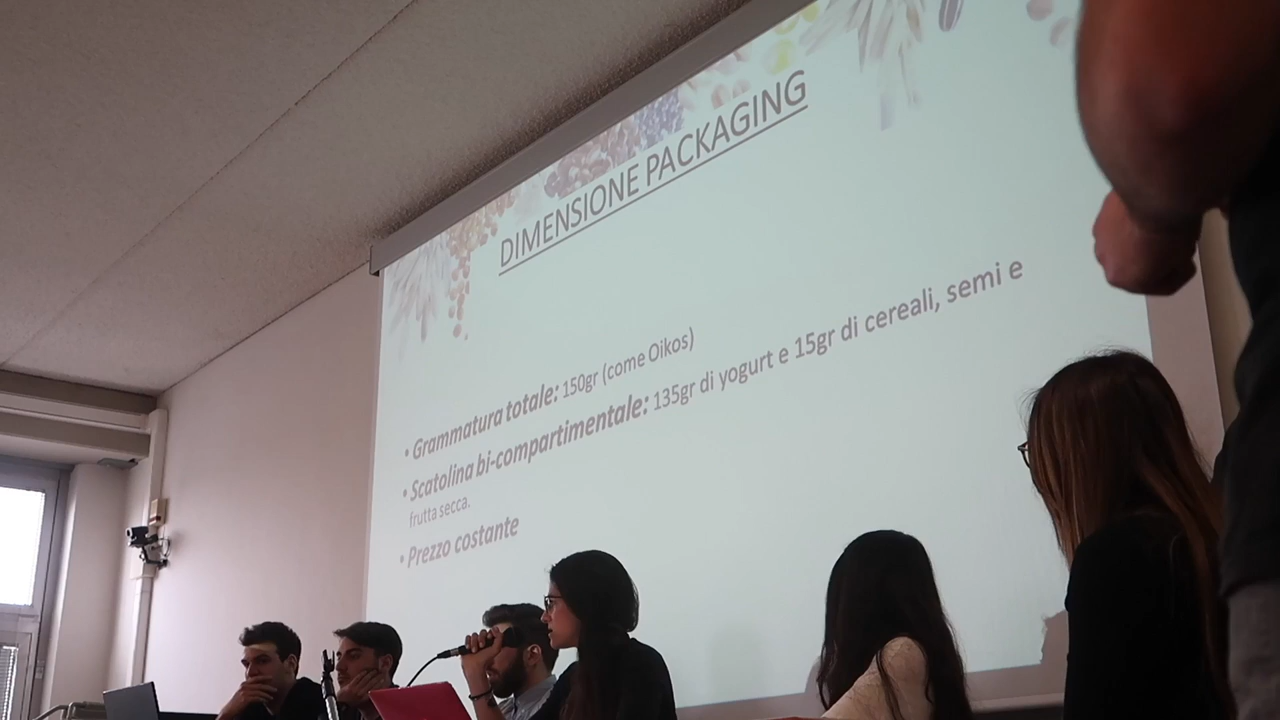 DIMENSIONE PACKAGING
• Grammatura totale: 150gr (come Oikos)
• Scatolina bi-compartimentale: 135gr di yogurt e 15gr di cereali, semi e
frutta secca.
• Prezzo costante